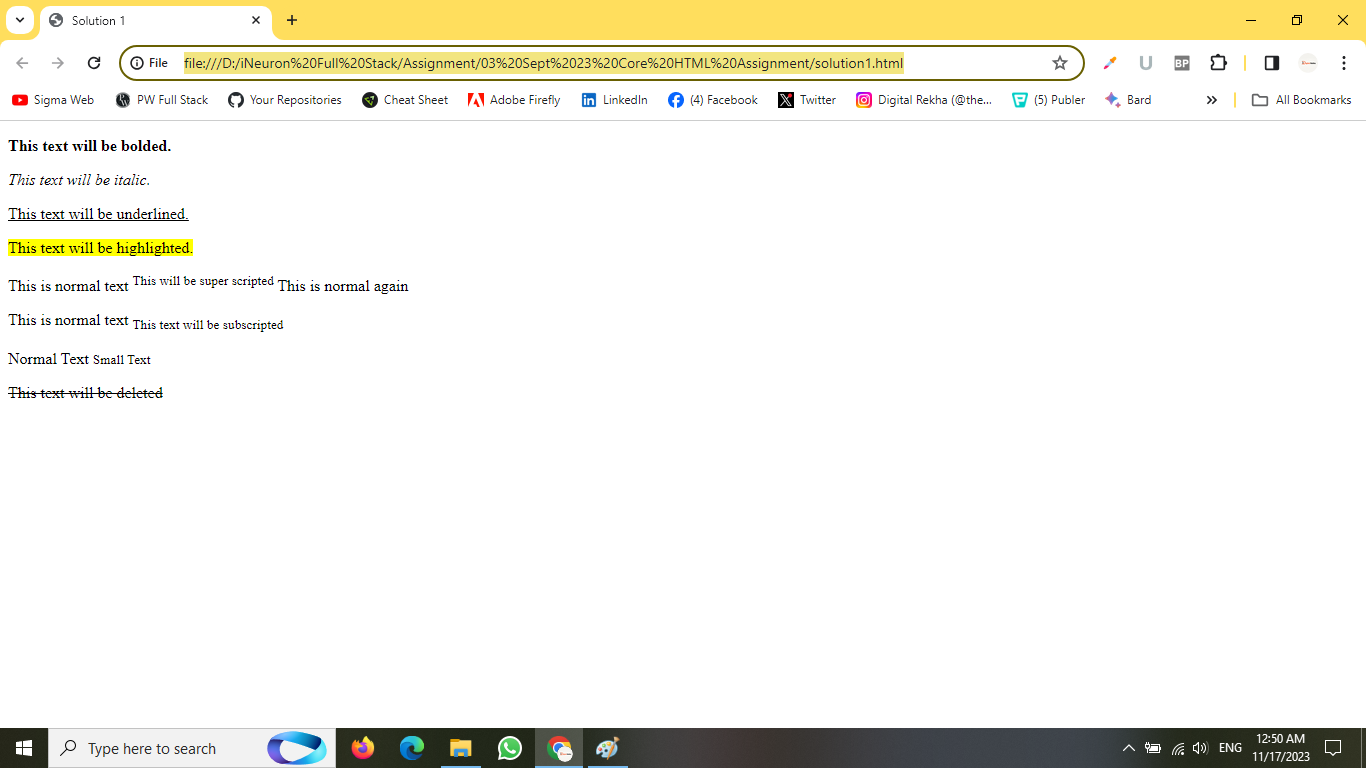 Solution 1
File file:///D:/iNeuron%20Full%20Stack/Assignment/03%20Sept%2023%20Core%20HTML%20Assignment/solution1.html
U BP
Sigma Web PW Full Stack Your Repositories Cheat Sheet Adobe Firefly LinkedIn (4) Facebook Twitter Digital Rekha (@the... (5) Publer Bard » All Bookmarks
This text will be bolded.
This text will be italic.
This text will be underlined.
This text will be highlighted.
This is normal text This will be super scripted This is normal again
This is normal text This text will be subscripted
Normal Text Small Text
This text will be deleted
Type here to search
ENG
12:50 AM
11/17/2023